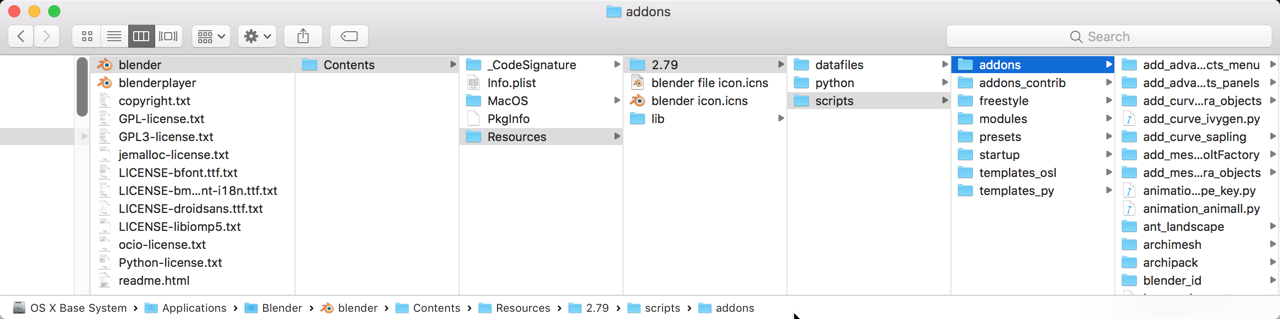 addons
Search
blender
blenderplayer
copyright.txt
GPL-license.txt
GPL3-license.txt
jemalloc-license.txt
LICENSE-bfont.ttf.txt
LICENSE-bm...nt-i18n.ttf.txt
LICENSE-droidsans.ttf.txt
LICENSE-libiomp5.txt
ocio-license.txt
Python-license.txt
readme.html
Contents
_CodeSignature
Info.plist
MacOS
PkgInfo
Resources
2.79
blender file icon.icns
blender icon.icns
lib
datafiles
python
scripts
addons
addons_contrib
freestyle
modules
presets
startup
templates_osl
templates_py
add_adva...cts_menu
add_adva...ts_panels
add_curv...ra_objects
add_curve_ivygen.py
add_curve_sapling
add_mes...oltFactory
add_mes...ra_objects
animatio...pe_key.py
animation_animall.py
ant_landscape
archimesh
archipack
blender_id
OS X Base System Applications Blender blender Contents Resources 2.79 scripts addons